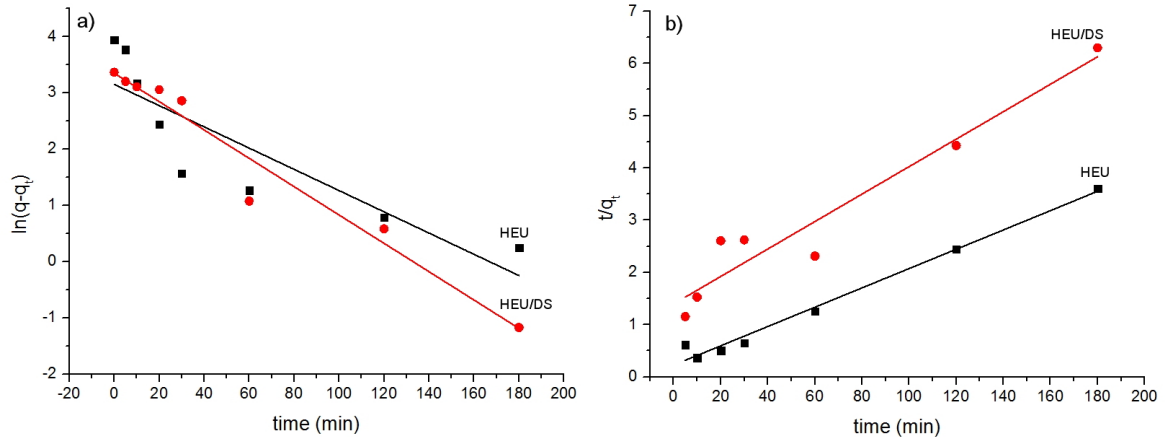 a)
ln(q-qt)
4
3
2
1
0
-1
-2
HEU
HEU/DS
-20 0 20 40 60 80 100 120 140 160 180 200
time (min)
b)
t/qt
7
6
5
4
3
2
1
0
HEU/DS
HEU
0 20 40 60 80 100 120 140 160 180 200
time (min)